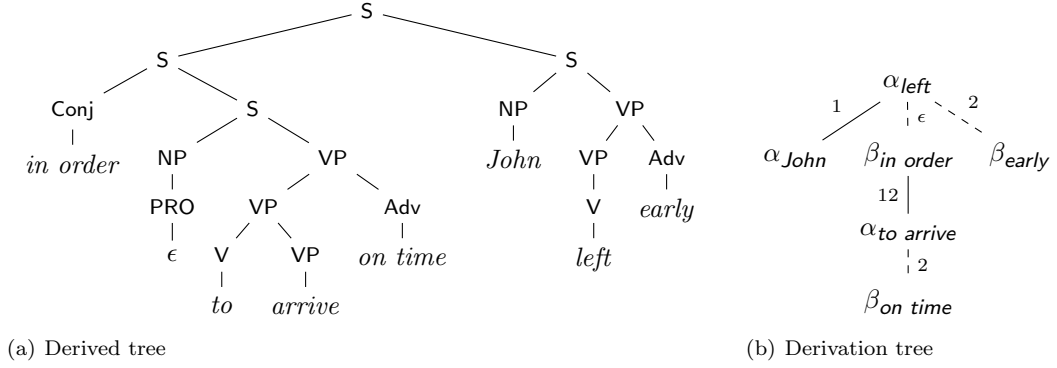 S
S S
Conj S NP VP
in order NP VP John VP Adv
PRO VP Adv V early
ϵ V VP on time left
to arrive
(a) Derived tree
α_left
1 ϵ 2
α_John β_in order β_early
12
α_to arrive
2
β_on time
(b) Derivation tree